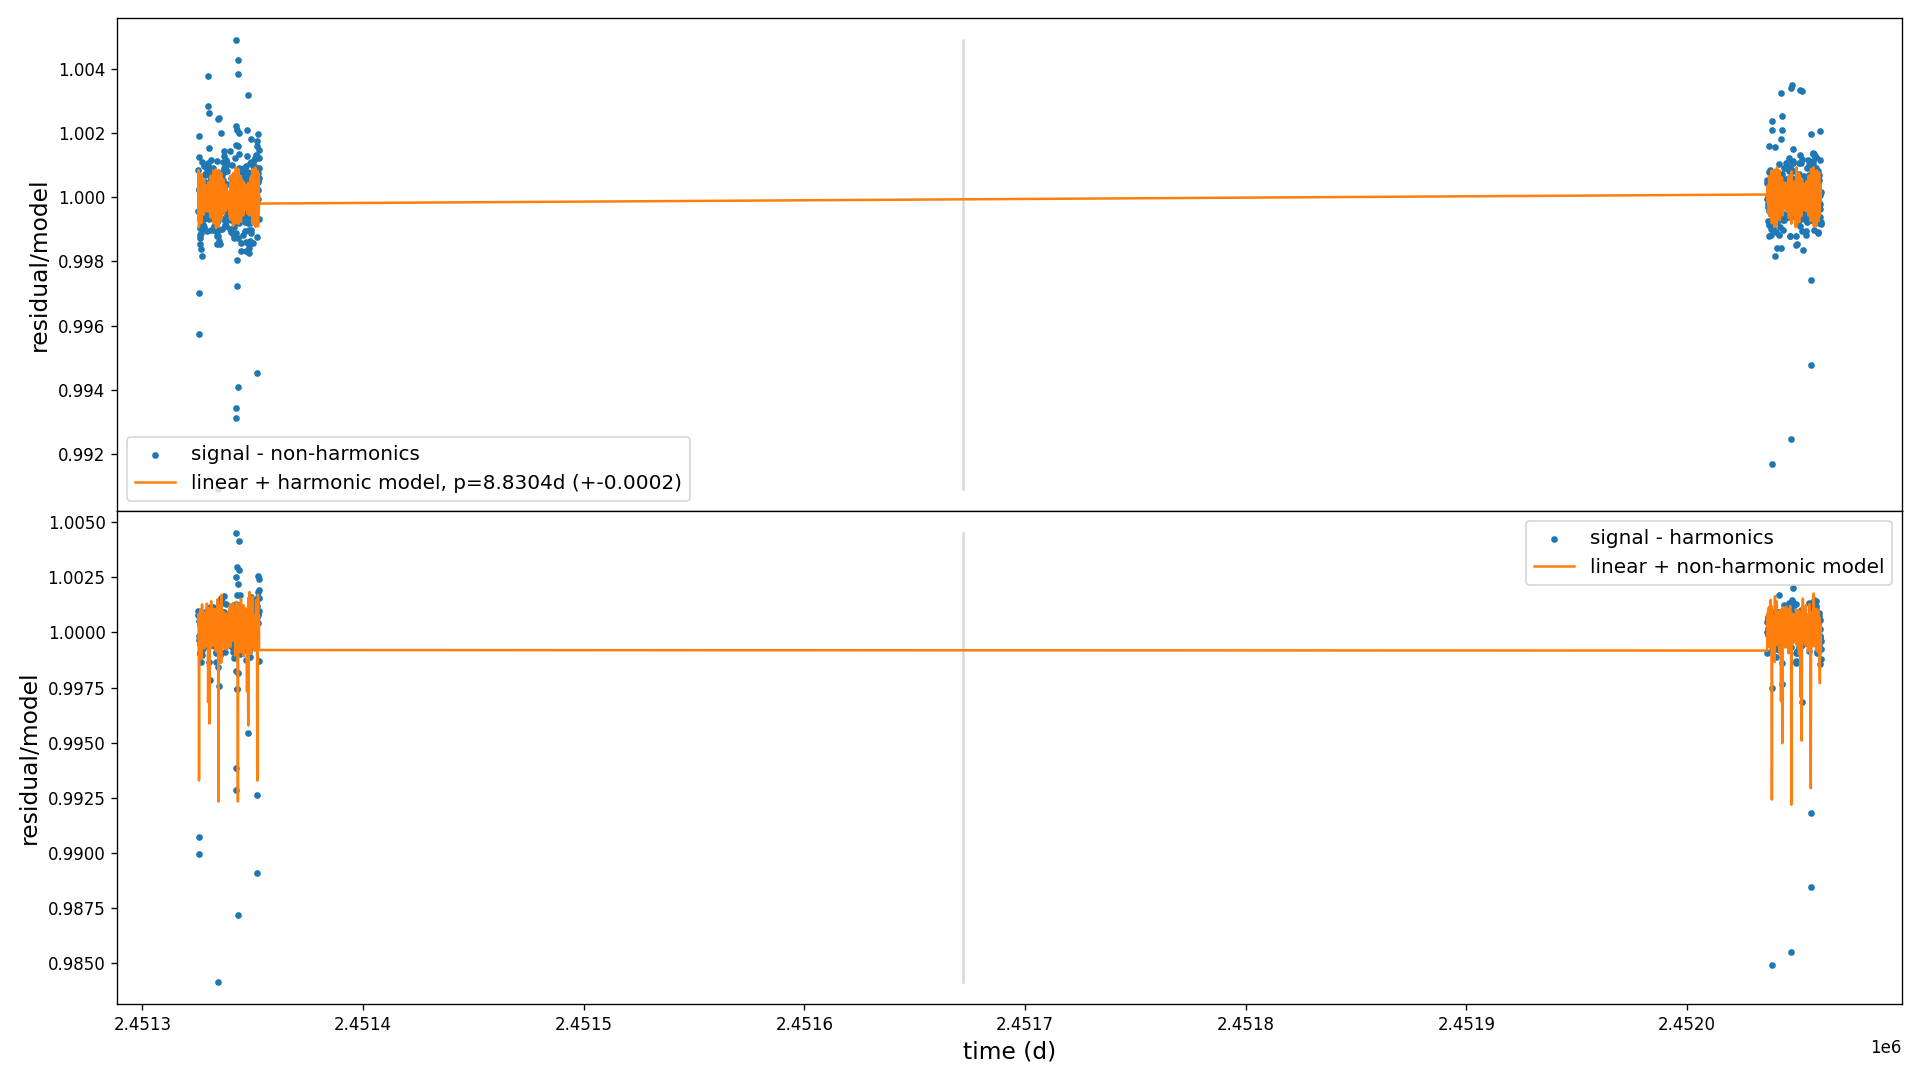 1.004
1.002
1.000
0.998
0.996
0.994
0.992
residual/model
signal - non-harmonics
linear + harmonic model, p=8.8304d (+-0.0002)
1.0050
1.0025
1.0000
0.9975
0.9950
0.9925
0.9900
0.9875
0.9850
residual/model
signal - harmonics
linear + non-harmonic model
2.4513 2.4514 2.4515 2.4516 2.4517 2.4518 2.4519 2.4520
1e6
time (d)